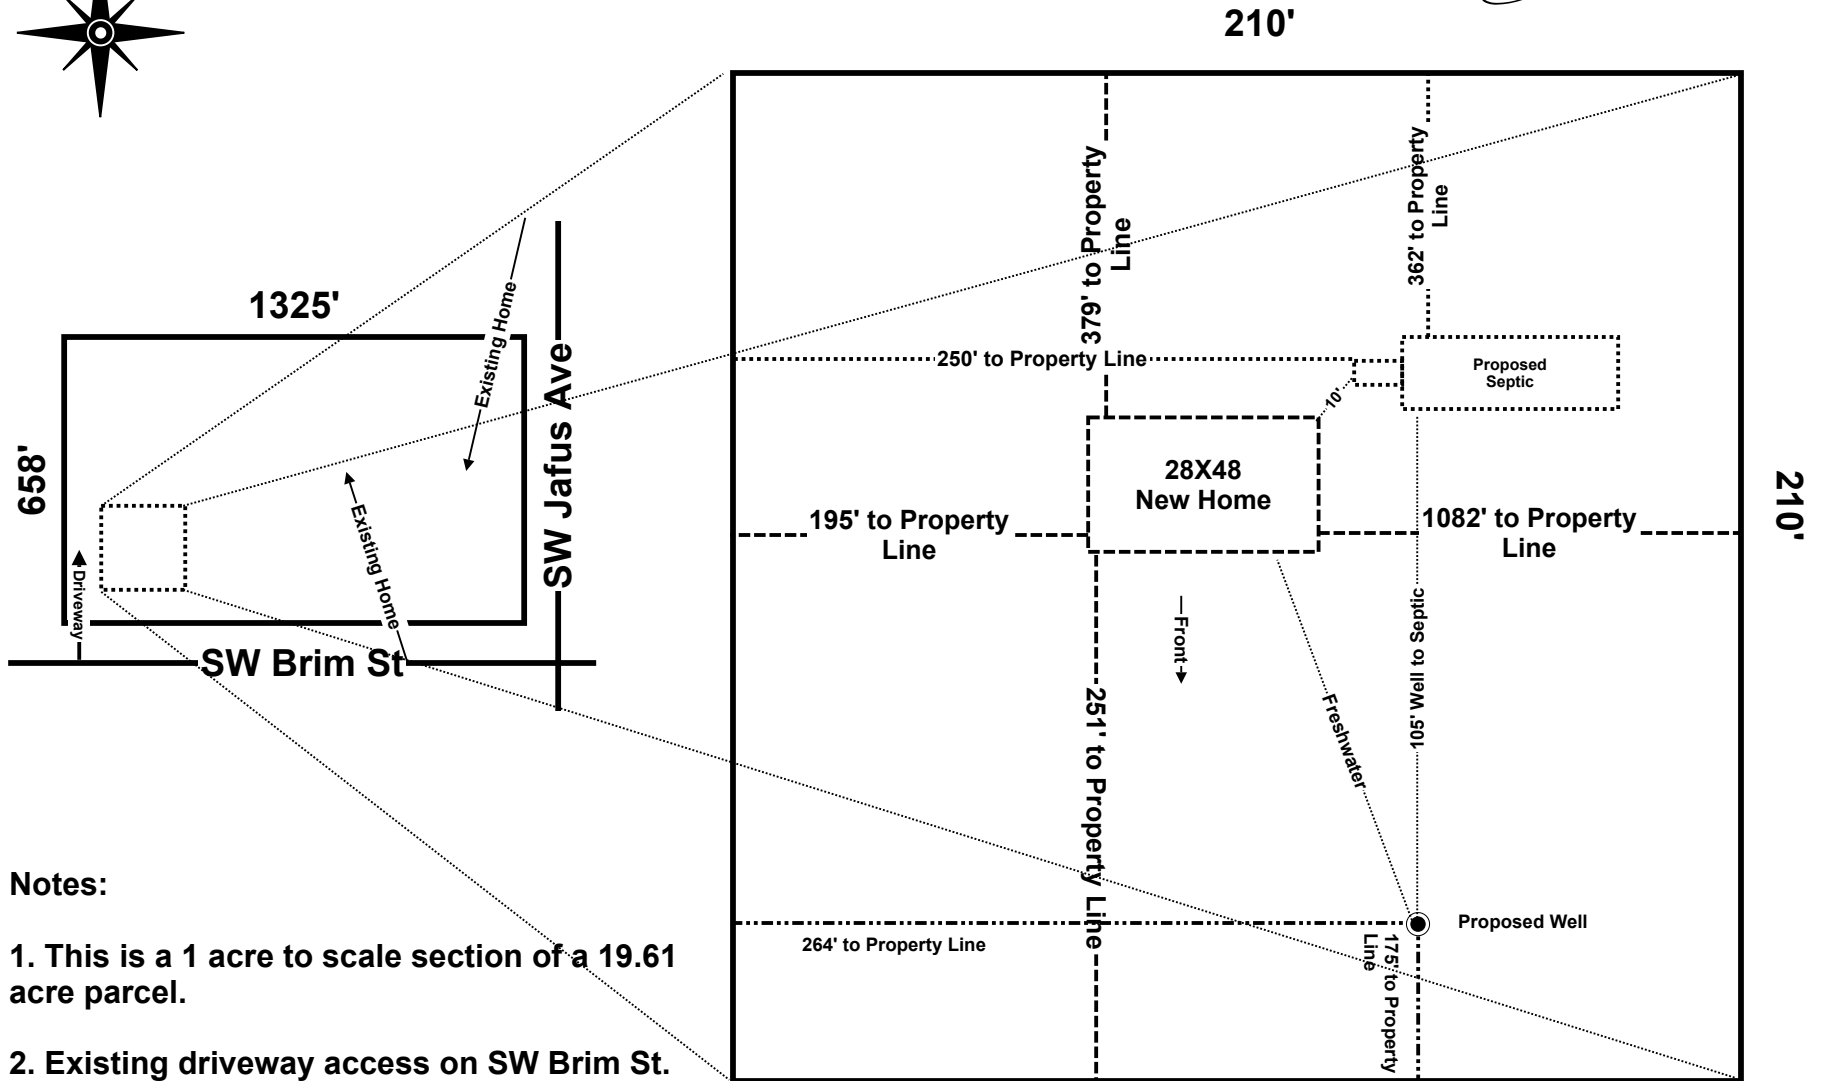 210'
1325'
658'
Existing Home
Existing Home
Driveway
SW Jafus Ave
SW Brim St
379' to Property
Line
362' to Property
Line
250' to Property Line
10'
Proposed
Septic
28X48
New Home
195' to Property
Line
1082' to Property
Line
210'
Front
251' to Property Line
Freshwater
105' Well to Septic
Proposed Well
264' to Property Line
175' to Property
Line
Notes:
1. This is a 1 acre to scale section of a 19.61
acre parcel.
2. Existing driveway access on SW Brim St.